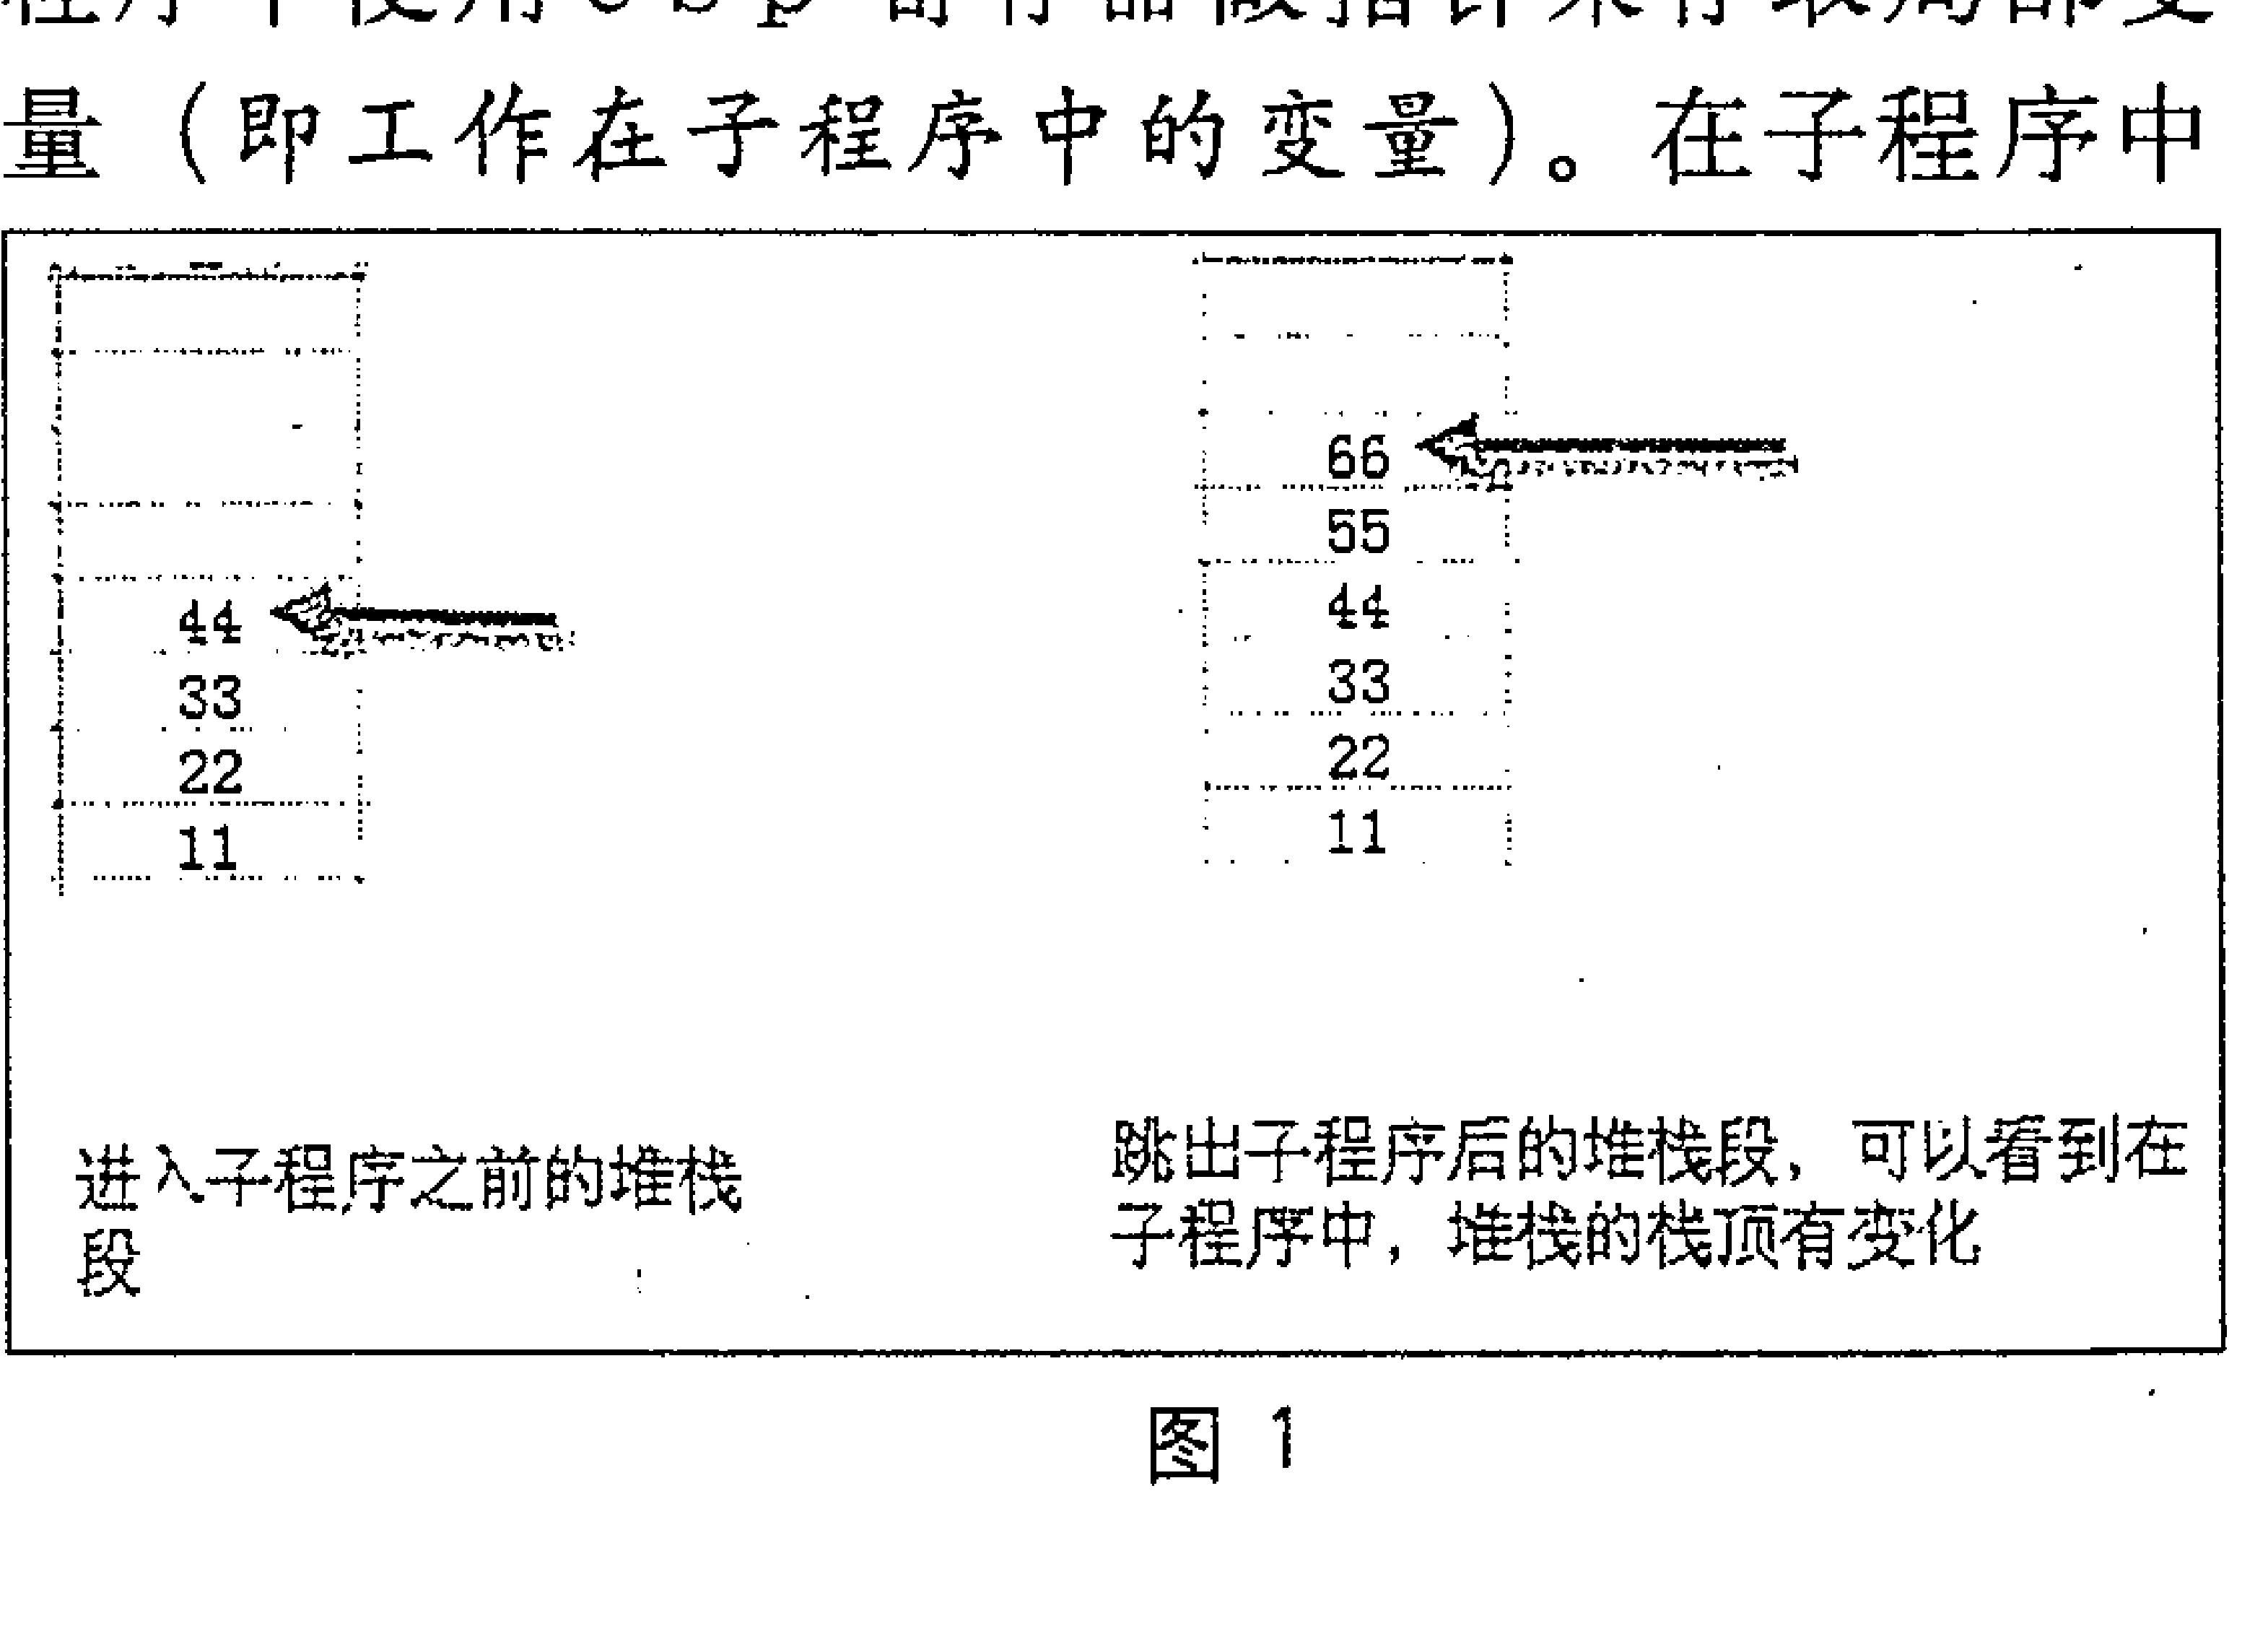 量（即工作在子程序中的变量）。在子程序中
44
33
22
11
66
55
44
33
22
11
进入子程序之前的堆栈
段
跳出子程序后的堆栈段，可以看到在
子程序中，堆栈的栈顶有变化
图 1